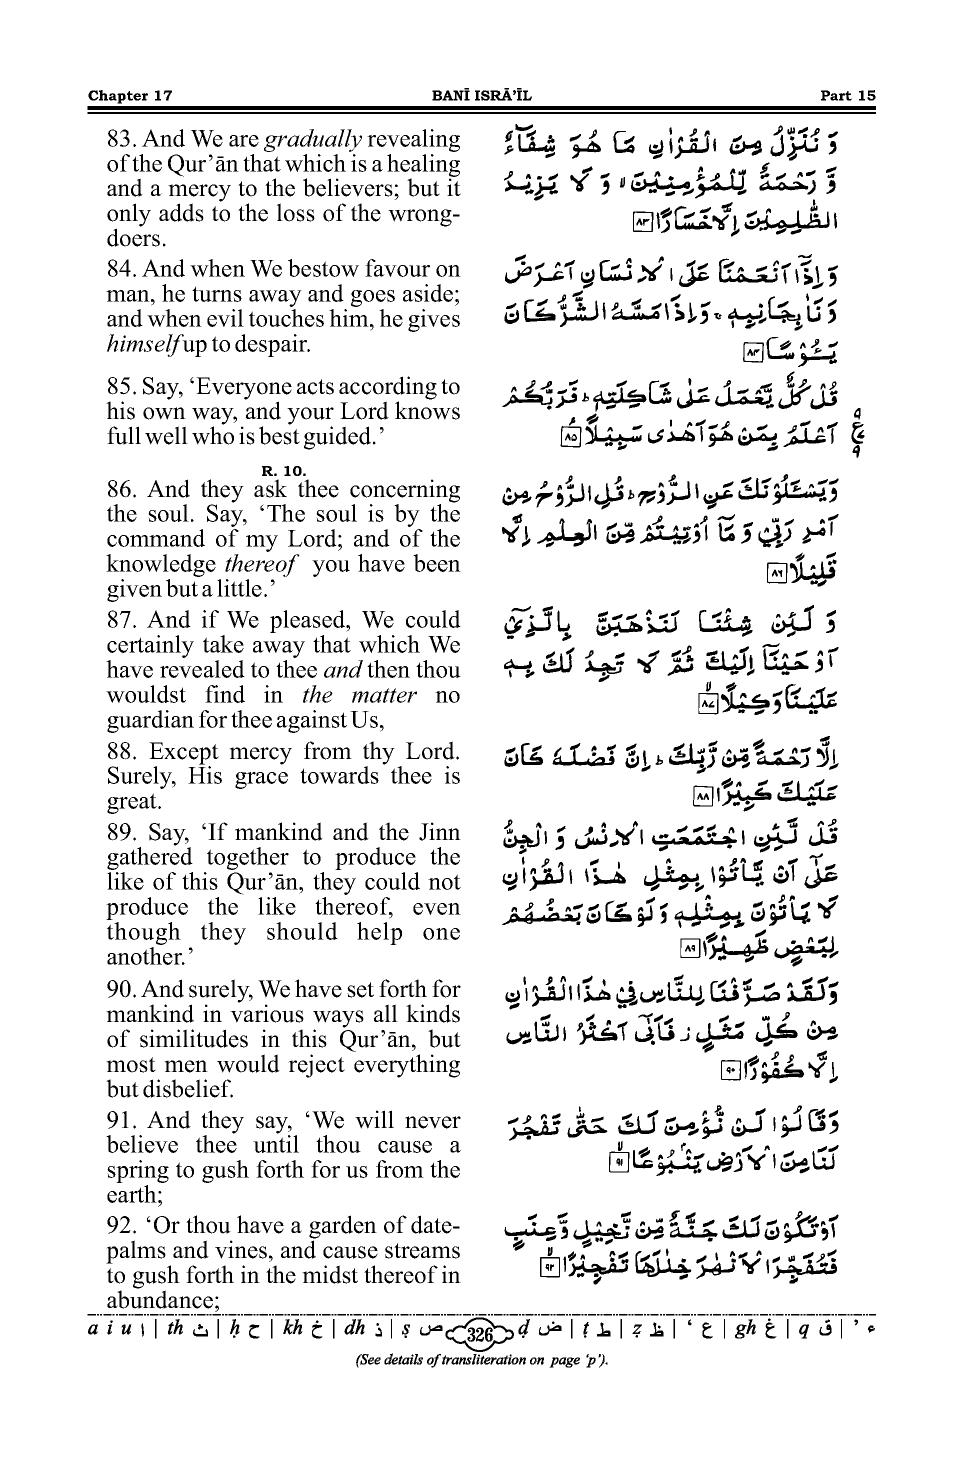 Chapter 17 BANĪ ISRĀ’ĪL Part 15
83. And We are gradually revealing
of the Qur’ān that which is a healing
and a mercy to the believers; but it
only adds to the loss of the wrong-
doers.
84. And when We bestow favour on
man, he turns away and goes aside;
and when evil touches him, he gives
himself up to despair.
85. Say, ‘Everyone acts according to
his own way, and your Lord knows
full well who is best guided.’
R. 10.
86. And they ask thee concerning
the soul. Say, ‘The soul is by the
command of my Lord; and of the
knowledge thereof you have been
given but a little.’
87. And if We pleased, We could
certainly take away that which We
have revealed to thee and then thou
wouldst find in the matter no
guardian for thee against Us,
88. Except mercy from thy Lord.
Surely, His grace towards thee is
great.
89. Say, ‘If mankind and the Jinn
gathered together to produce the
like of this Qur’ān, they could not
produce the like thereof, even
though they should help one
another.’
90. And surely, We have set forth for
mankind in various ways all kinds
of similitudes in this Qur’ān, but
most men would reject everything
but disbelief.
91. And they say, ‘We will never
believe thee until thou cause a
spring to gush forth for us from the
earth;
92. ‘Or thou have a garden of date-
palms and vines, and cause streams
to gush forth in the midst thereof in
abundance;
وَ نُنَزِّلُ مِنَ الْقُرْاٰنِ مَا هُوَ شِفَآءٌ
وَّ رَحْمَةٌ لِّلْمُؤْمِنِيْنَ ۙ وَ لَا يَزِيْدُ
الظّٰلِمِيْنَ اِلَّا خَسَارًا ۝۸۳
وَ اِذَاۤ اَنْعَمْنَا عَلَى الْاِنْسَانِ اَعْرَضَ
وَ نَاٰ بِجَانِبِهٖ ۚ وَ اِذَا مَسَّهُ الشَّرُّ كَانَ
يَـُٔوْسًا ۝۸۴
قُلْ كُلٌّ يَّعْمَلُ عَلٰى شَاكِلَتِهٖ ؕ فَرَبُّكُمْ
اَعْلَمُ بِمَنْ هُوَ اَهْدٰى سَبِيْلًا ۝۸۵
وَ يَسْـَٔلُوْنَكَ عَنِ الرُّوْحِ ؕ قُلِ الرُّوْحُ مِنْ
اَمْرِ رَبِّيْ وَ مَاۤ اُوْتِيْتُمْ مِّنَ الْعِلْمِ اِلَّا
قَلِيْلًا ۝۸۶
وَ لَئِنْ شِئْنَا لَنَذْهَبَنَّ بِالَّذِيْۤ
اَوْحَيْنَاۤ اِلَيْكَ ثُمَّ لَا تَجِدُ لَكَ بِهٖ
عَلَيْنَا وَكِيْلًا ۝۸۷
اِلَّا رَحْمَةً مِّنْ رَّبِّكَ ؕ اِنَّ فَضْلَهٗ كَانَ
عَلَيْكَ كَبِيْرًا ۝۸۸
قُلْ لَّئِنِ اجْتَمَعَتِ الْاِنْسُ وَ الْجِنُّ
عَلٰۤى اَنْ يَّاْتُوْا بِمِثْلِ هٰذَا الْقُرْاٰنِ
لَا يَاْتُوْنَ بِمِثْلِهٖ وَ لَوْ كَانَ بَعْضُهُمْ
لِبَعْضٍ ظَهِيْرًا ۝۸۹
وَ لَقَدْ صَرَّفْنَا لِلنَّاسِ فِيْ هٰذَا الْقُرْاٰنِ
مِنْ كُلِّ مَثَلٍ ؗ فَاَبٰۤى اَكْثَرُ النَّاسِ
اِلَّا كُفُوْرًا ۝۹۰
وَ قَالُوْا لَنْ نُّؤْمِنَ لَكَ حَتّٰى تَفْجُرَ
لَنَا مِنَ الْاَرْضِ يَنْۢبُوْعًا ۝۹۱
اَوْ تَكُوْنَ لَكَ جَنَّةٌ مِّنْ نَّخِيْلٍ وَّ عِنَبٍ
فَتُفَجِّرَ الْاَنْهٰرَ خِلٰلَهَا تَفْجِيْرًا ۝۹۲
a i u ا | th ث | ḥ ح | kh خ | dh ذ | ṣ ص 326 ḍ ض | ṭ ط | ẓ ظ | ‘ ع | gh غ | q ق | ’ ء
(See details of transliteration on page ‘p’).